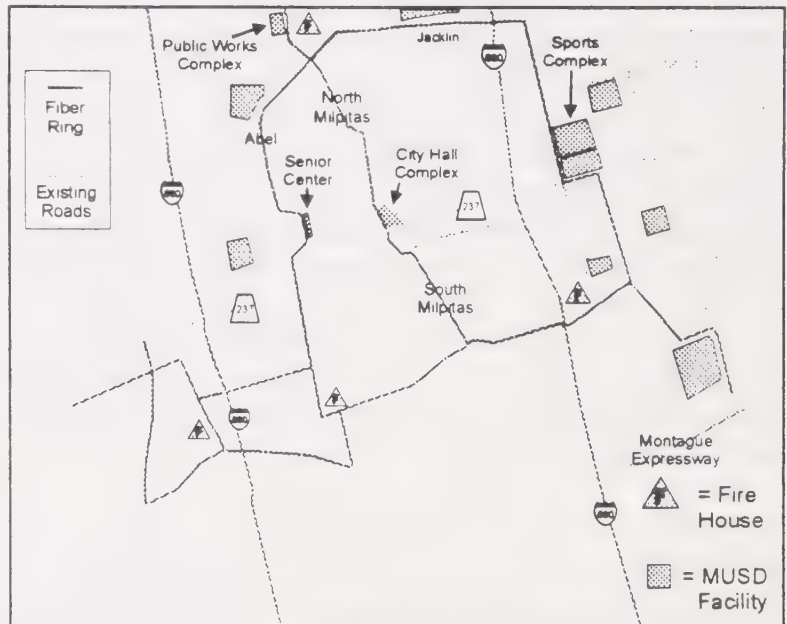 Public Works
Complex
Jacklin
Sports
Complex
Fiber
Ring
Existing
Roads
Abel
North
Milpitas
Senior
Center
City Hall
Complex
237
237
South
Milpitas
Montague
Expressway
= Fire
House
= MUSD
Facility